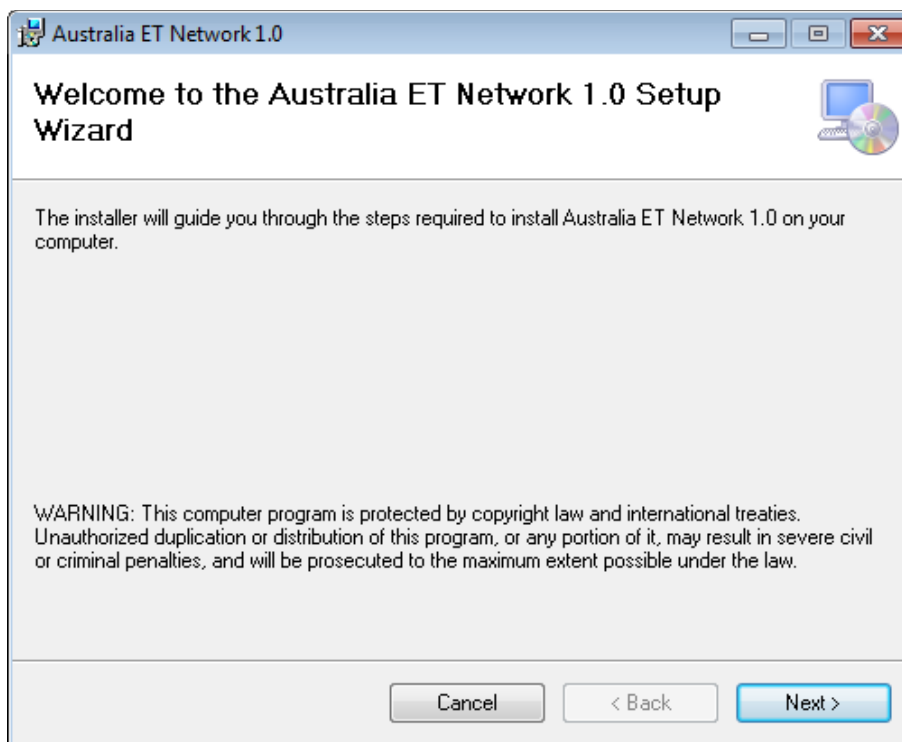 Australia ET Network 1.0
Welcome to the Australia ET Network 1.0 Setup
Wizard
The installer will guide you through the steps required to install Australia ET Network 1.0 on your
computer.
WARNING: This computer program is protected by copyright law and international treaties.
Unauthorized duplication or distribution of this program, or any portion of it, may result in severe civil
or criminal penalties, and will be prosecuted to the maximum extent possible under the law.
Cancel
< Back
Next >